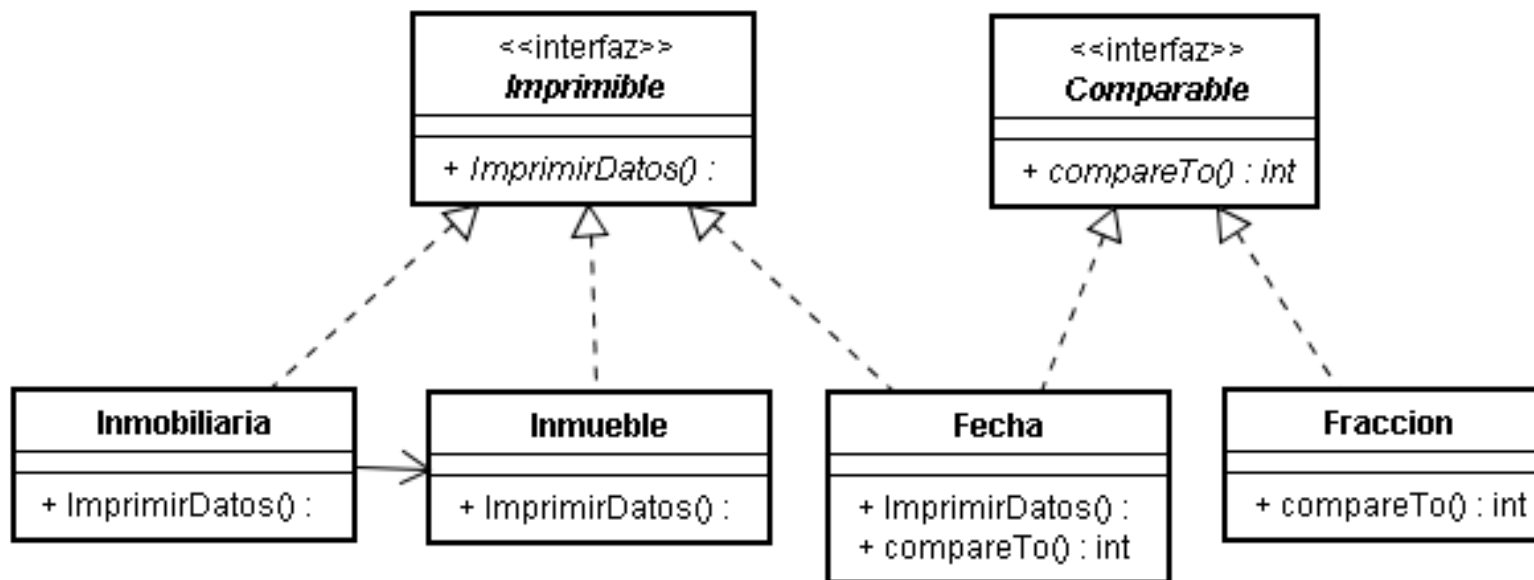 <<interfaz>>
Imprimible
+ ImprimirDatos() :
<<interfaz>>
Comparable
+ compareTo() : int
Inmobiliaria
+ ImprimirDatos() :
Inmueble
+ ImprimirDatos() :
Fecha
+ ImprimirDatos() :
+ compareTo() : int
Fraccion
+ compareTo() : int